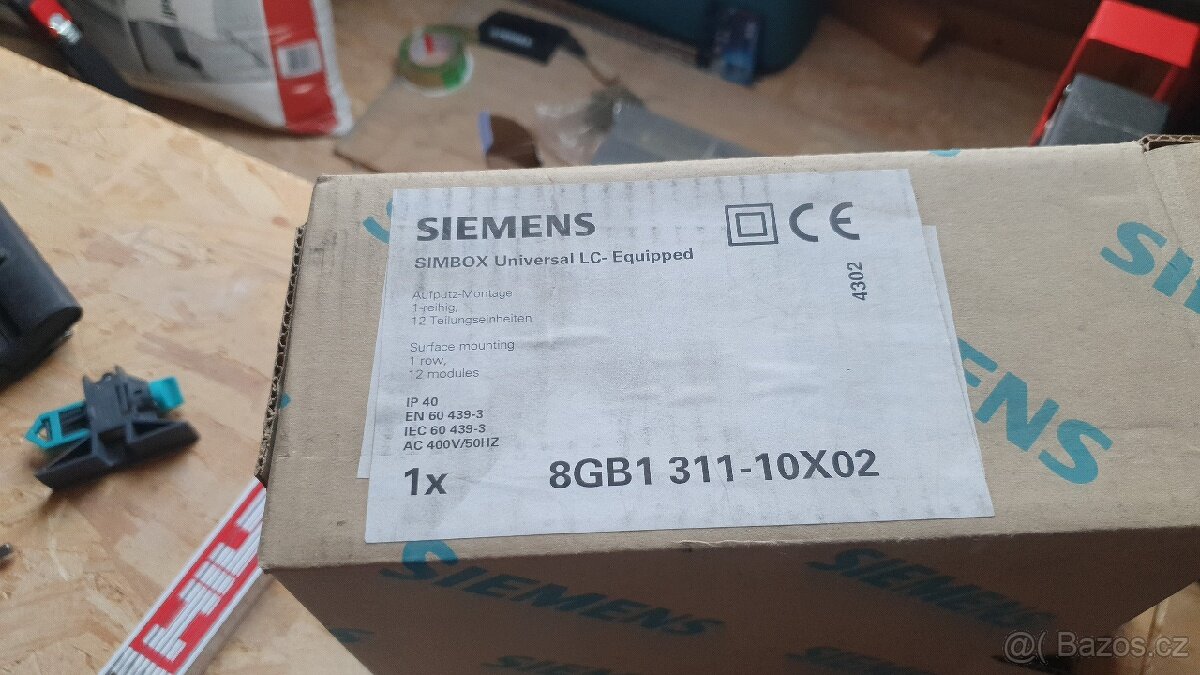 SIEMENS
SIMBOX Universal LC- Equipped
4302
Aufputz-Montage
1-reihig,
12 Teilungseinheiten
Surface mounting
1 row,
12 modules
IP 40
EN 60 439-3
IEC 60 439-3
AC 400V/50HZ
1x 8GB1 311-10X02
SIEMENS
SIEMENS
@( Bazos.cz